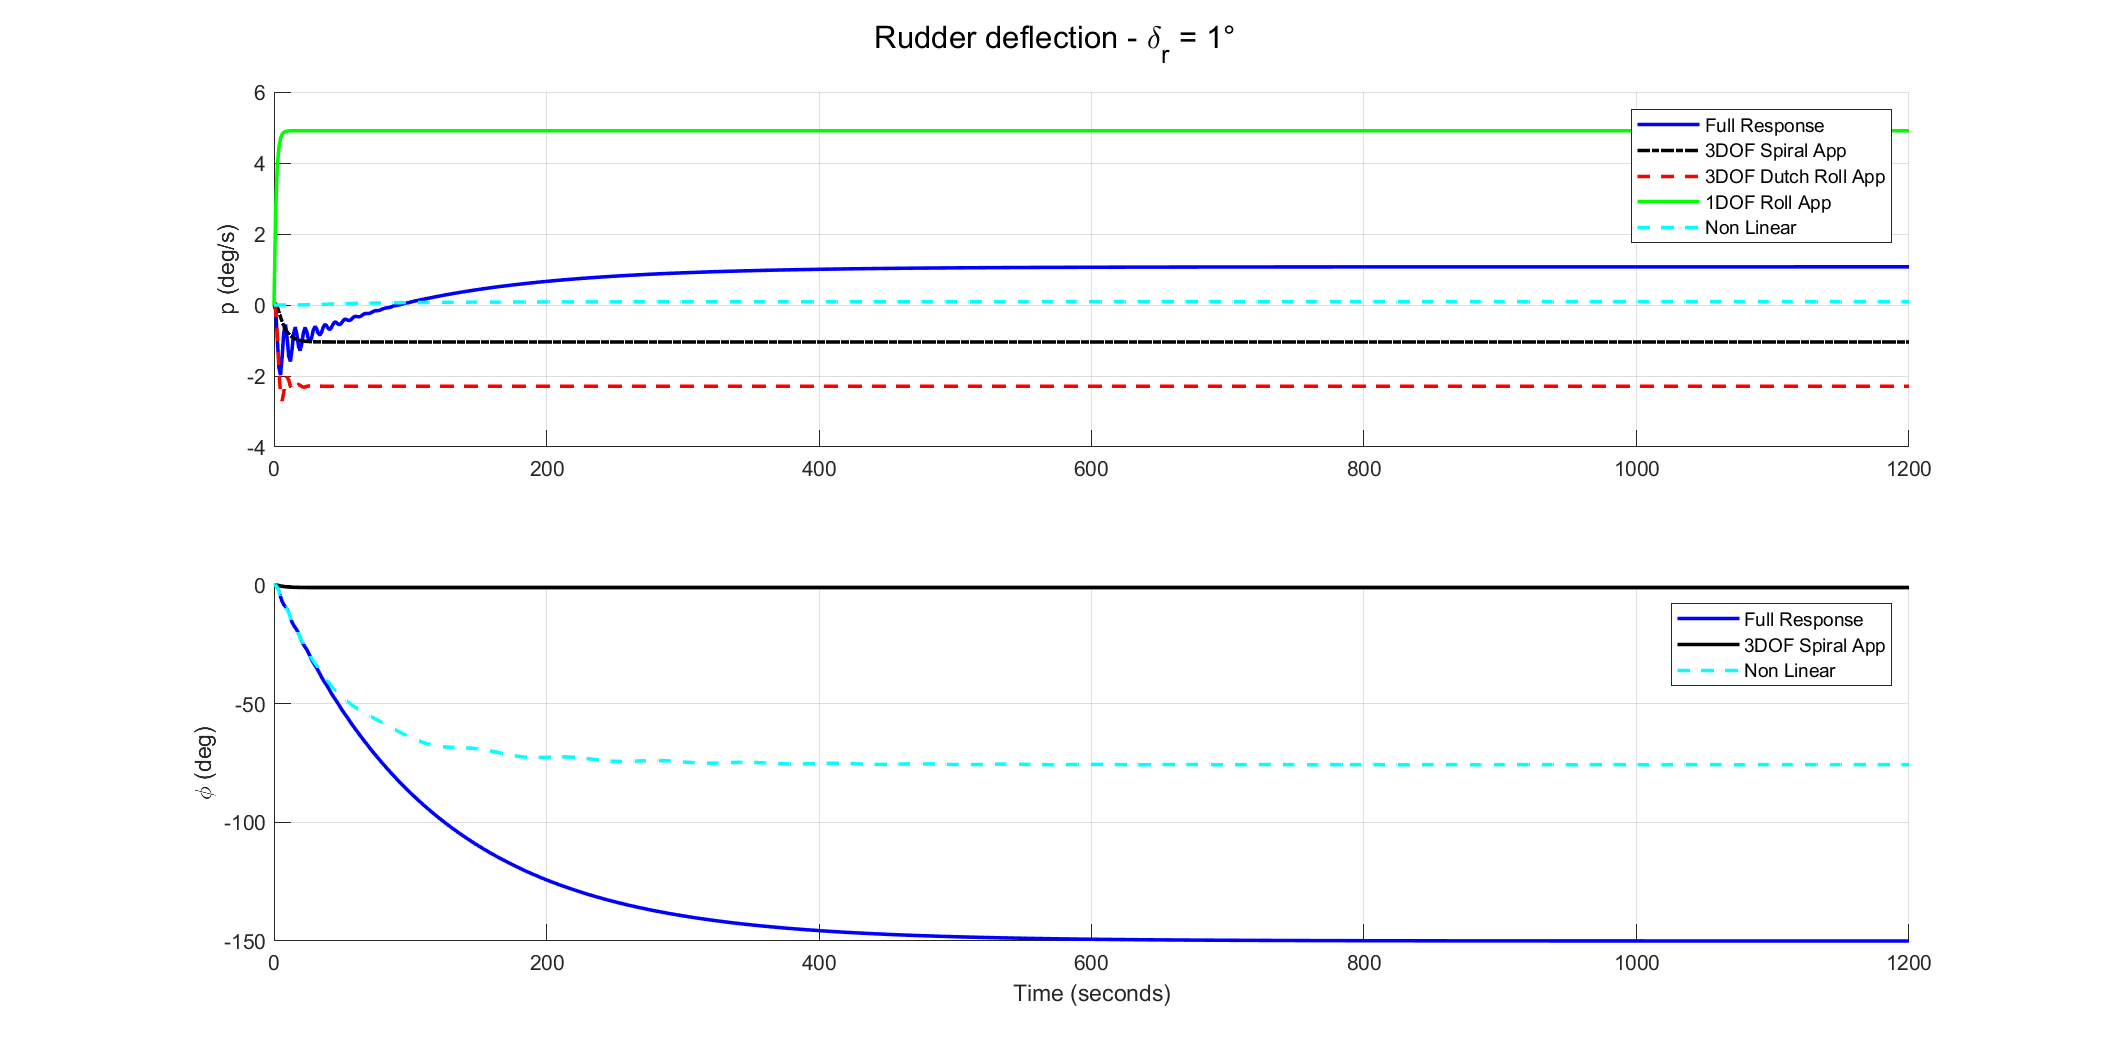 Rudder deflection - δr = 1°
6
4
2
0
-2
-4
p (deg/s)
0 200 400 600 800 1000 1200
Full Response
3DOF Spiral App
3DOF Dutch Roll App
1DOF Roll App
Non Linear
0
-50
-100
-150
ϕ (deg)
0 200 400 600 800 1000 1200
Time (seconds)
Full Response
3DOF Spiral App
Non Linear